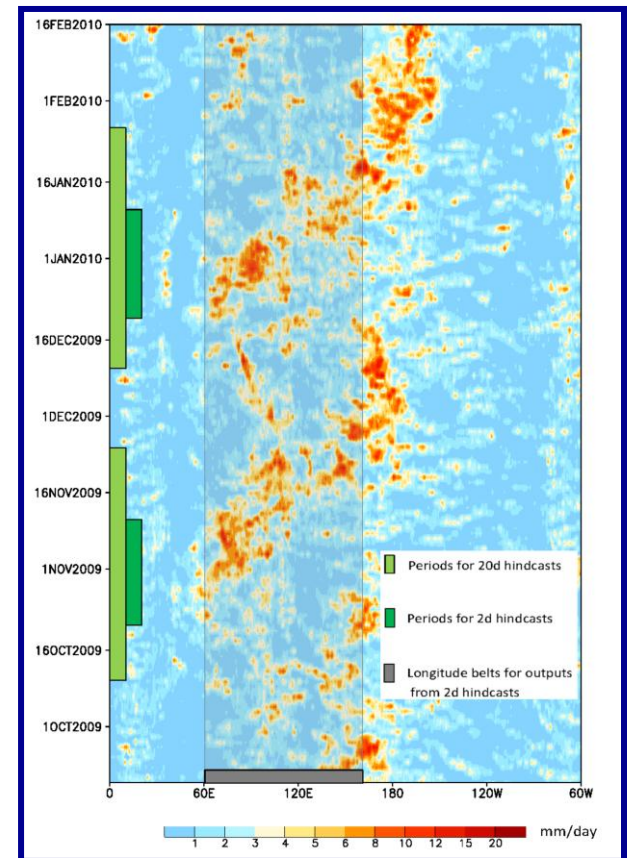 16FEB2010
1FEB2010
16JAN2010
1JAN2010
16DEC2009
1DEC2009
16NOV2009
1NOV2009
16OCT2009
1OCT2009
Periods for 20d hindcasts
Periods for 2d hindcasts
Longitude belts for outputs
from 2d hindcasts
0 60E 120E 180 120W 60W
1 2 3 4 5 6 8 10 12 15 20 mm/day